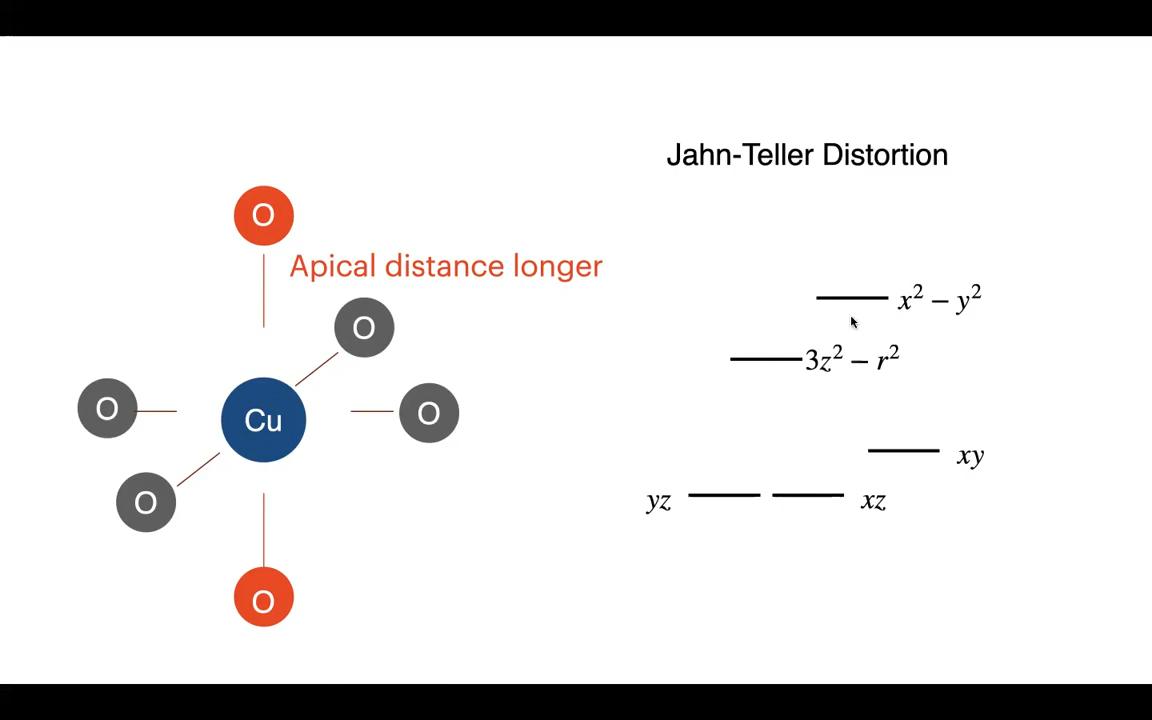 Jahn-Teller Distortion
O
Apical distance longer
x² − y²
O
3z² − r²
O
Cu
O
xy
O
yz
xz
O